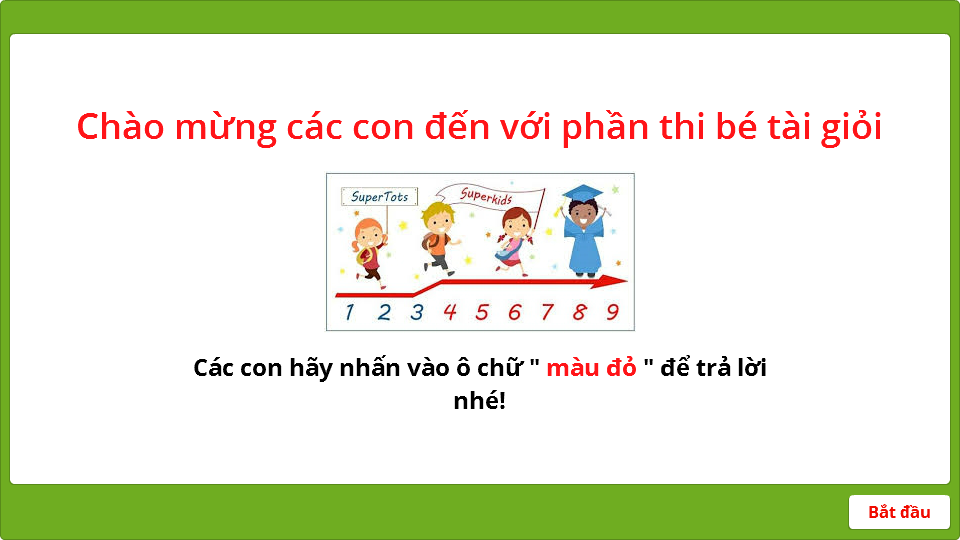 Chào mừng các con đến với phần thi bé tài giỏi
SuperTots
Superkids
1 2 3 4 5 6 7 8 9
Các con hãy nhấn vào ô chữ " màu đỏ " để trả lời
nhé!
Bắt đầu